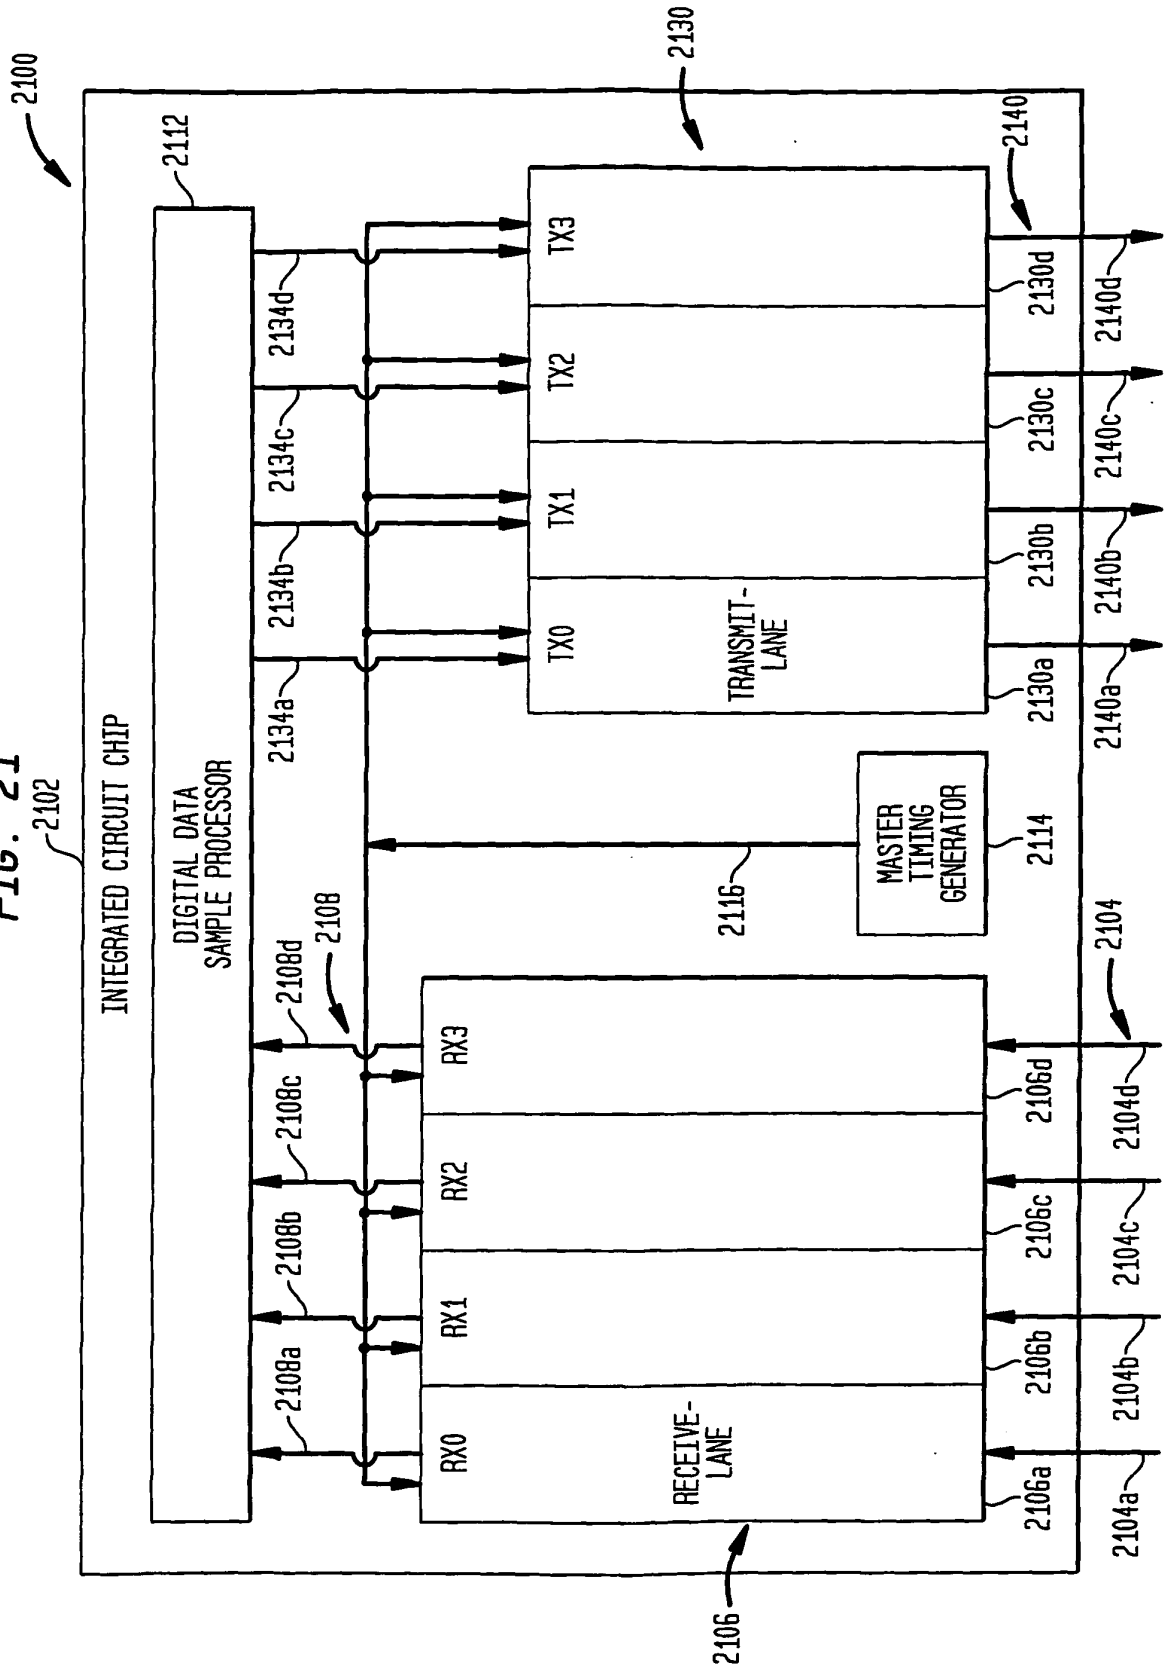 FIG. 21
2100
2102
INTEGRATED CIRCUIT CHIP
2112
DIGITAL DATA
SAMPLE PROCESSOR
2108a
2108b
2108c
2108d
2108
2134a
2134b
2134c
2134d
RX0
RX1
RX2
RX3
TX0
TX1
TX2
TX3
2130
RECEIVE-
LANE
2116
TRANSMIT-
LANE
MASTER
TIMING
GENERATOR
2106
2106a
2106b
2106c
2106d
2104
2114
2130a
2130b
2130c
2130d
2140
2104a
2104b
2104c
2104d
2140a
2140b
2140c
2140d